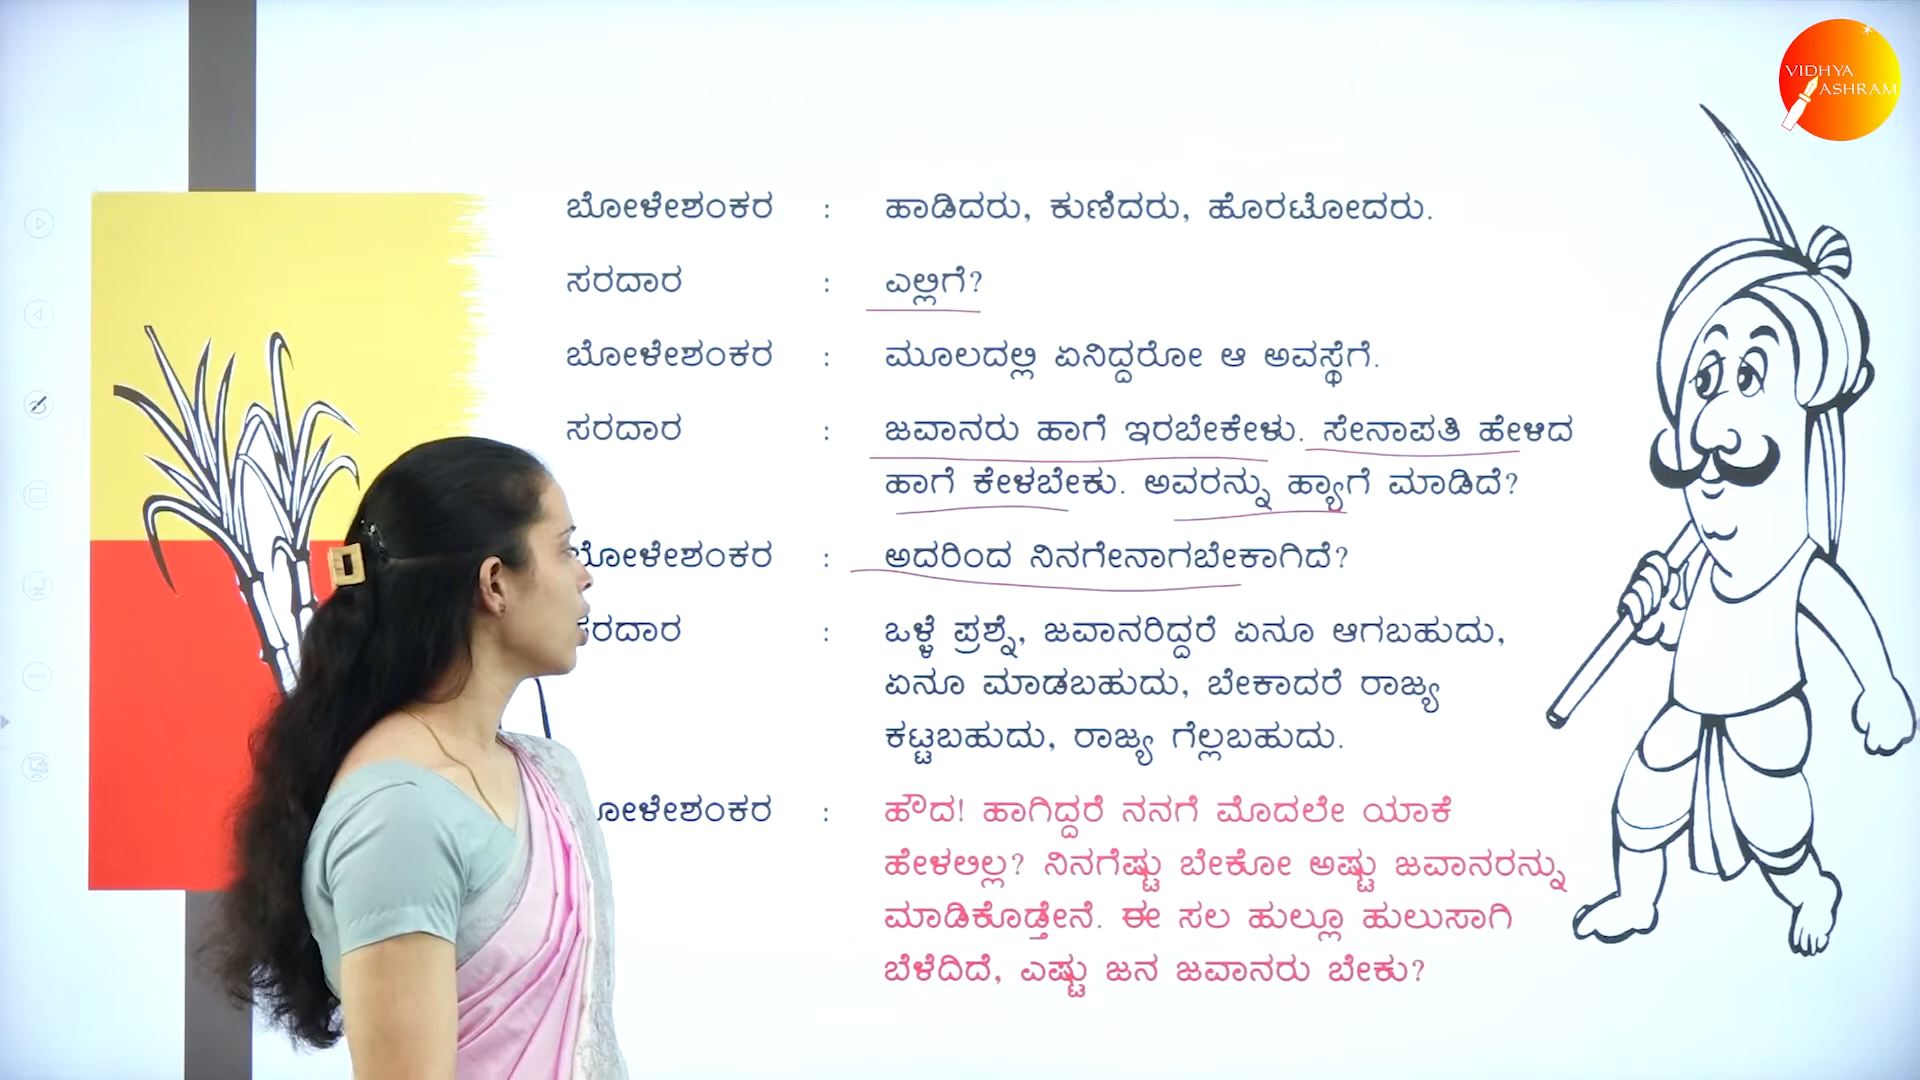 VIDHYA
ASHRAM
ಬೋಳೇಶಂಕರ : ಹಾಡಿದರು, ಕುಣಿದರು, ಹೊರಟೋದರು.
ಸರದಾರ : ಎಲ್ಲಿಗೆ?
ಬೋಳೇಶಂಕರ : ಮೂಲದಲ್ಲಿ ಏನಿದ್ದರೋ ಆ ಅವಸ್ಥೆಗೆ.
ಸರದಾರ : ಜವಾನರು ಹಾಗೆ ಇರಬೇಕೇಳು. ಸೇನಾಪತಿ ಹೇಳಿದ
ಹಾಗೆ ಕೇಳಬೇಕು. ಅವರನ್ನು ಹ್ಯಾಗೆ ಮಾಡಿದೆ?
ಬೋಳೇಶಂಕರ : ಅದರಿಂದ ನಿನಗೇನಾಗಬೇಕಾಗಿದೆ?
ಸರದಾರ : ಒಳ್ಳೆ ಪ್ರಶ್ನೆ, ಜವಾನರಿದ್ದರೆ ಏನೂ ಆಗಬಹುದು,
ಏನೂ ಮಾಡಬಹುದು, ಬೇಕಾದರೆ ರಾಜ್ಯ
ಕಟ್ಟಬಹುದು, ರಾಜ್ಯ ಗೆಲ್ಲಬಹುದು.
ಬೋಳೇಶಂಕರ : ಹೌದ! ಹಾಗಿದ್ದರೆ ನನಗೆ ಮೊದಲೇ ಯಾಕೆ
ಹೇಳಲಿಲ್ಲ? ನಿನಗೆಷ್ಟು ಬೇಕೋ ಅಷ್ಟು ಜವಾನರನ್ನು
ಮಾಡಿಕೊಡ್ತೇನೆ. ಈ ಸಲ ಹುಲ್ಲೂ ಹುಲುಸಾಗಿ
ಬೆಳೆದಿದೆ, ಎಷ್ಟು ಜನ ಜವಾನರು ಬೇಕು?